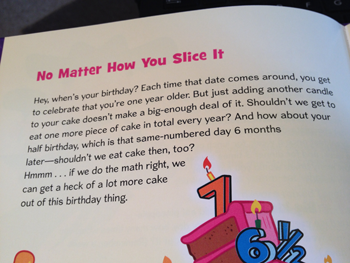 No Matter How You Slice It
Hey, when's your birthday? Each time that date comes around, you get
to celebrate that you're one year older. But just adding another candle
to your cake doesn't make a big-enough deal of it. Shouldn't we get to
eat one more piece of cake in total every year? And how about your
half birthday, which is that same-numbered day 6 months
later—shouldn't we eat cake then, too?
Hmmm . . . if we do the math right, we
can get a heck of a lot more cake
out of this birthday thing.
7
6½